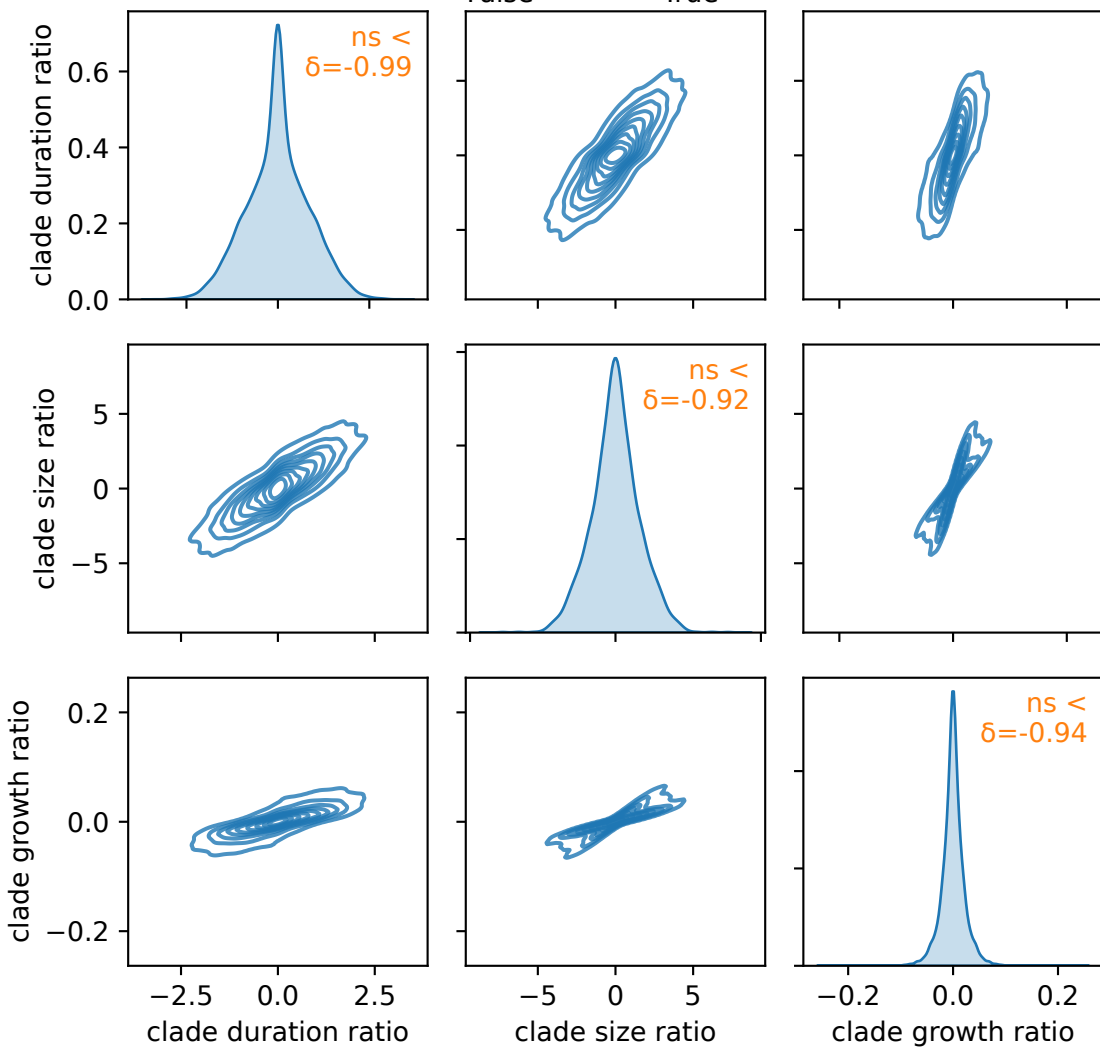 clade duration ratio
0.6
0.4
0.2
0.0
ns <
δ=-0.99
clade size ratio
5
0
−5
ns <
δ=-0.92
clade growth ratio
0.2
0.0
−0.2
ns <
δ=-0.94
−2.5 0.0 2.5
−5 0 5
−0.2 0.0 0.2
clade duration ratio
clade size ratio
clade growth ratio